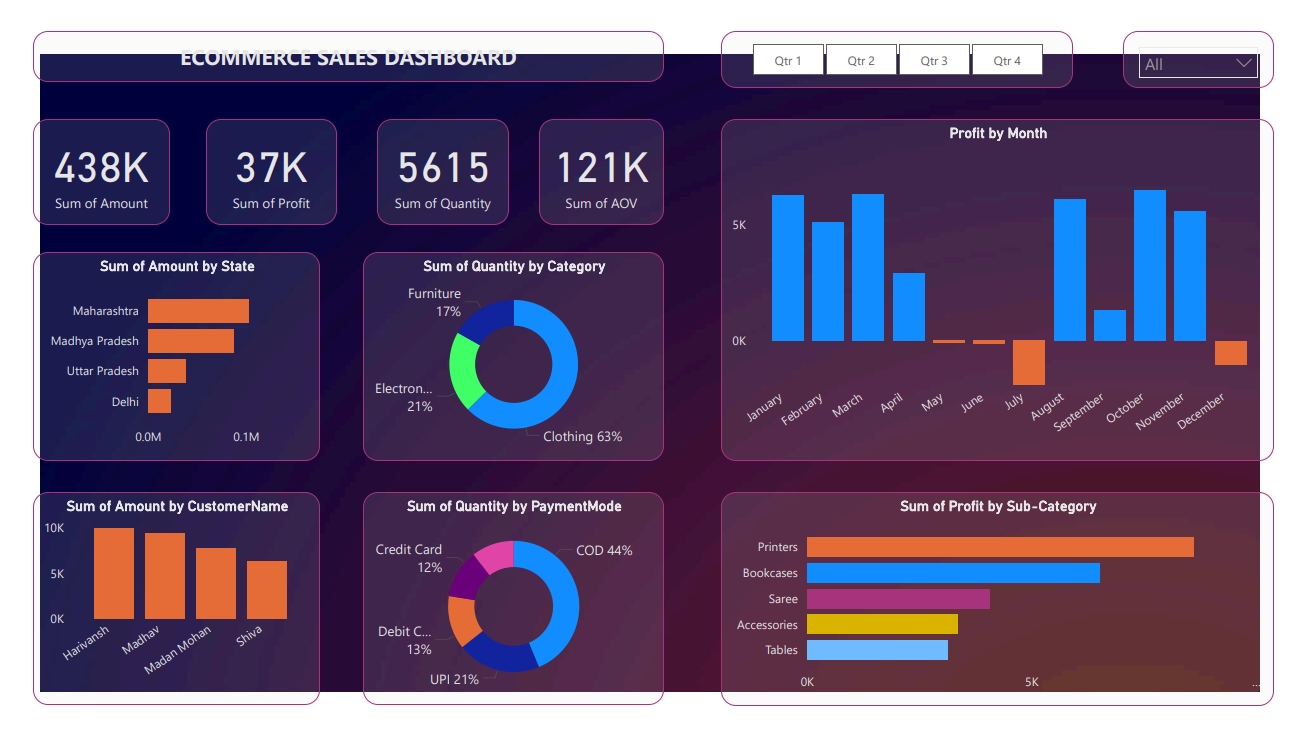 ECOMMERCE SALES DASHBOARD
Qtr 1 Qtr 2 Qtr 3 Qtr 4
All
438K
Sum of Amount
37K
Sum of Profit
5615
Sum of Quantity
121K
Sum of AOV
Profit by Month
5K
0K
January February March April May June July August September October November December
Sum of Amount by State
Maharashtra
Madhya Pradesh
Uttar Pradesh
Delhi
0.0M 0.1M
Sum of Quantity by Category
Furniture
17%
Electron...
21%
Clothing 63%
Sum of Amount by CustomerName
10K
5K
0K
Harivansh Madhav Madan Mohan Shiva
Sum of Quantity by PaymentMode
Credit Card
12%
COD 44%
Debit C...
13%
UPI 21%
Sum of Profit by Sub-Category
Printers
Bookcases
Saree
Accessories
Tables
0K 5K ...